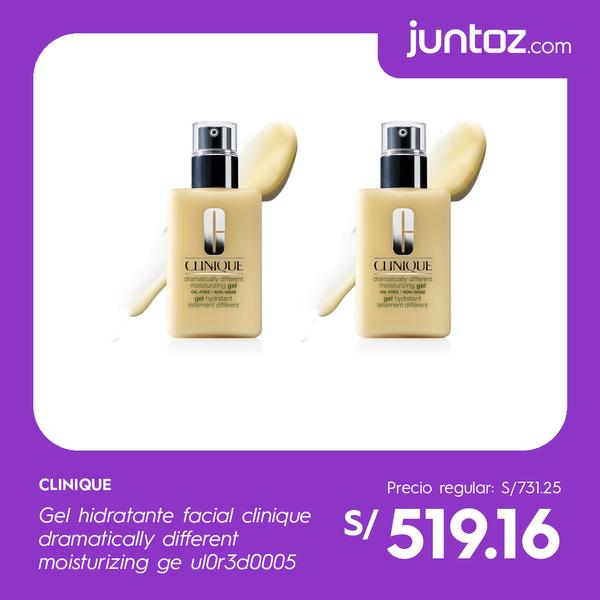 juntoz.com
CLINIQUE
dramatically different
moisturizing gel
OIL-FREE / NON-GRAS
gel hydratant
tellement différent
CLINIQUE
dramatically different
moisturizing gel
OIL-FREE / NON-GRAS
gel hydratant
tellement différent
CLINIQUE
Gel hidratante facial clinique
dramatically different
moisturizing ge ul0r3d0005
Precio regular: S/731.25
S/ 519.16